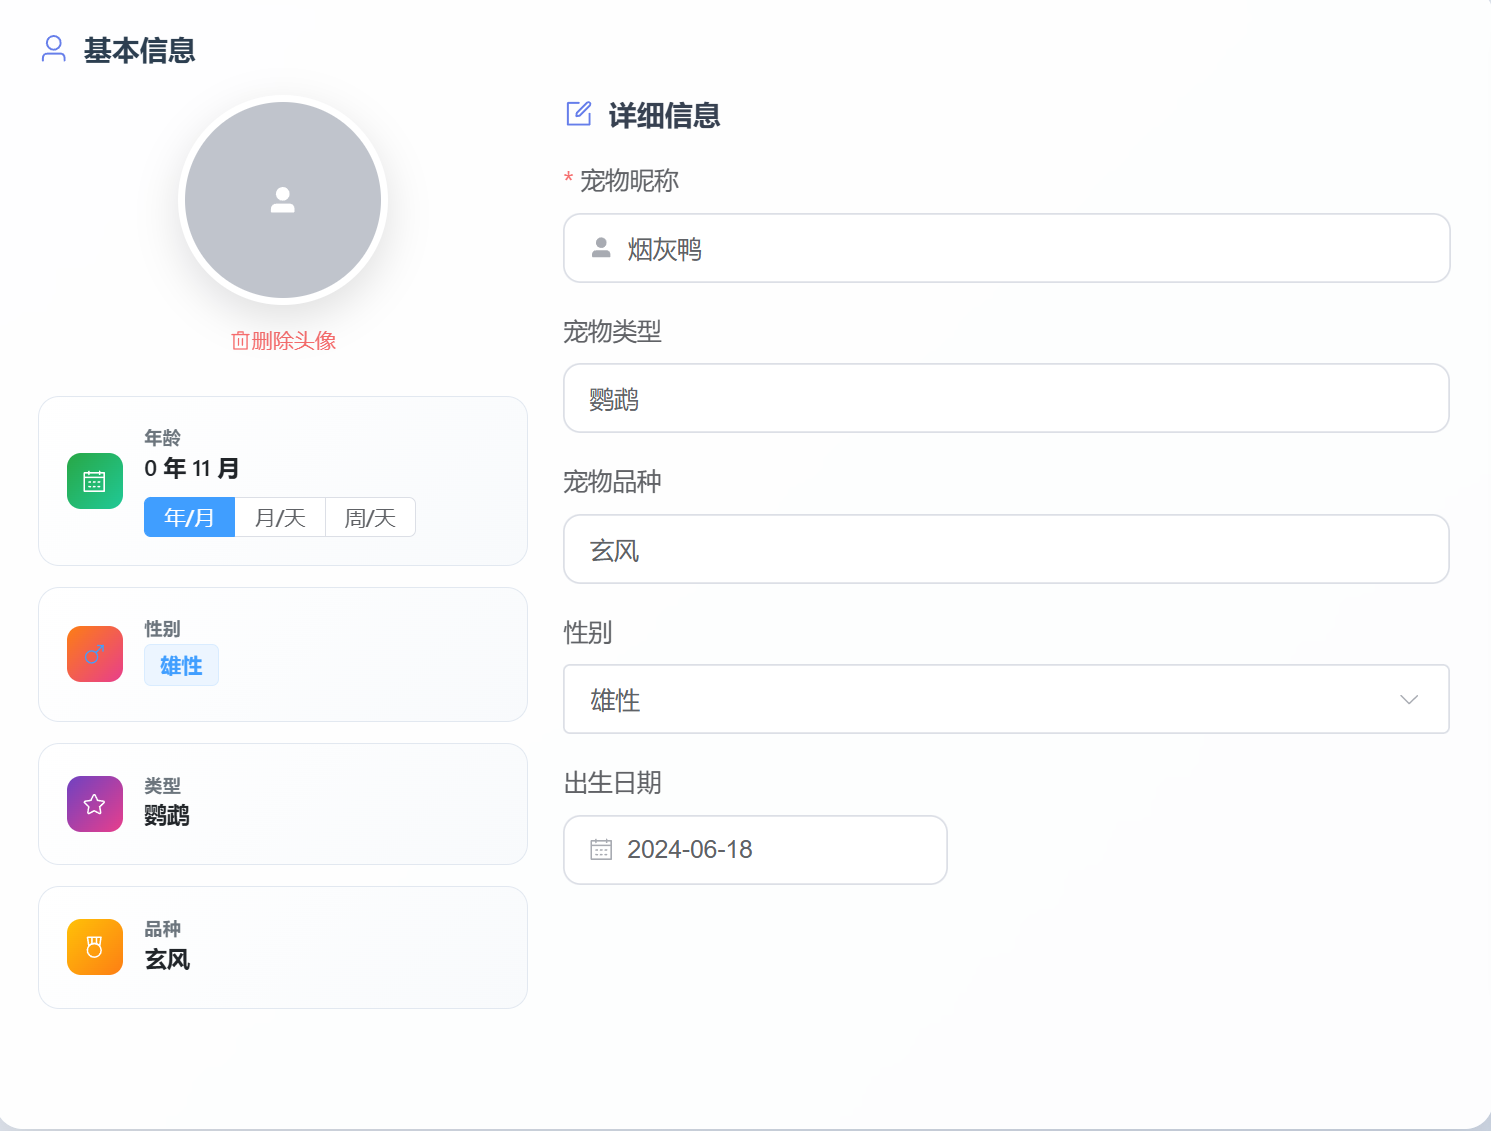 基本信息
删除头像
年龄
0 年 11 月
年/月
月/天
周/天
性别
雄性
类型
鹦鹉
品种
玄风
详细信息
* 宠物昵称
烟灰鸭
宠物类型
鹦鹉
宠物品种
玄风
性别
雄性
出生日期
2024-06-18